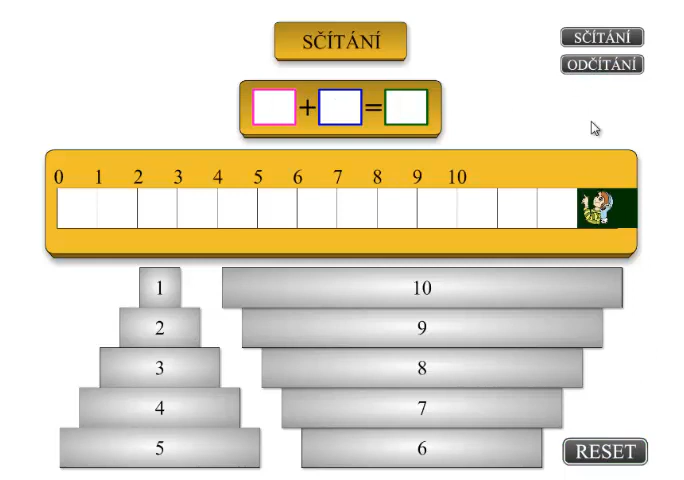 SČÍTÁNÍ
SČÍTÁNÍ
ODČÍTÁNÍ
+ =
0 1 2 3 4 5 6 7 8 9 10
1 10
2 9
3 8
4 7
5 6
RESET